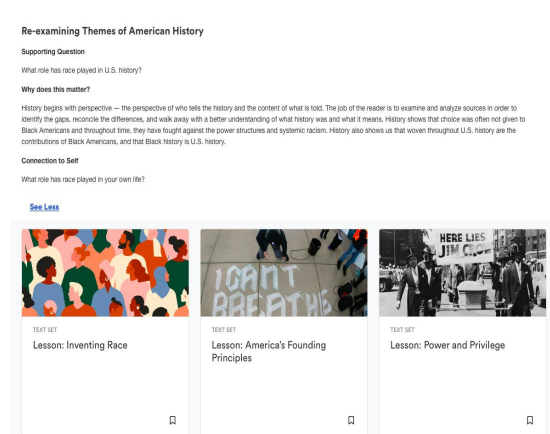 Re-examining Themes of American History
Supporting Question
What role has race played in U.S. history?
Why does this matter?
History begins with perspective — the perspective of who tells the history and the content of what is told. The job of the reader is to examine and analyze sources in order to
identify the gaps, reconcile the differences, and walk away with a better understanding of what history was and what it means. History shows that choice was often not given to
Black Americans and throughout time, they have fought against the power structures and systemic racism. History also shows us that woven throughout U.S. history are the
contributions of Black Americans, and that Black history is U.S. history.
Connection to Self
What role has race played in your own life?
See Less
I CAN'T
BREATHE
HERE LIES
JIM CROW
TEXT SET
Lesson: Inventing Race
TEXT SET
Lesson: America's Founding
Principles
TEXT SET
Lesson: Power and Privilege